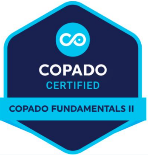 COPADO
CERTIFIED
COPADO FUNDAMENTALS II